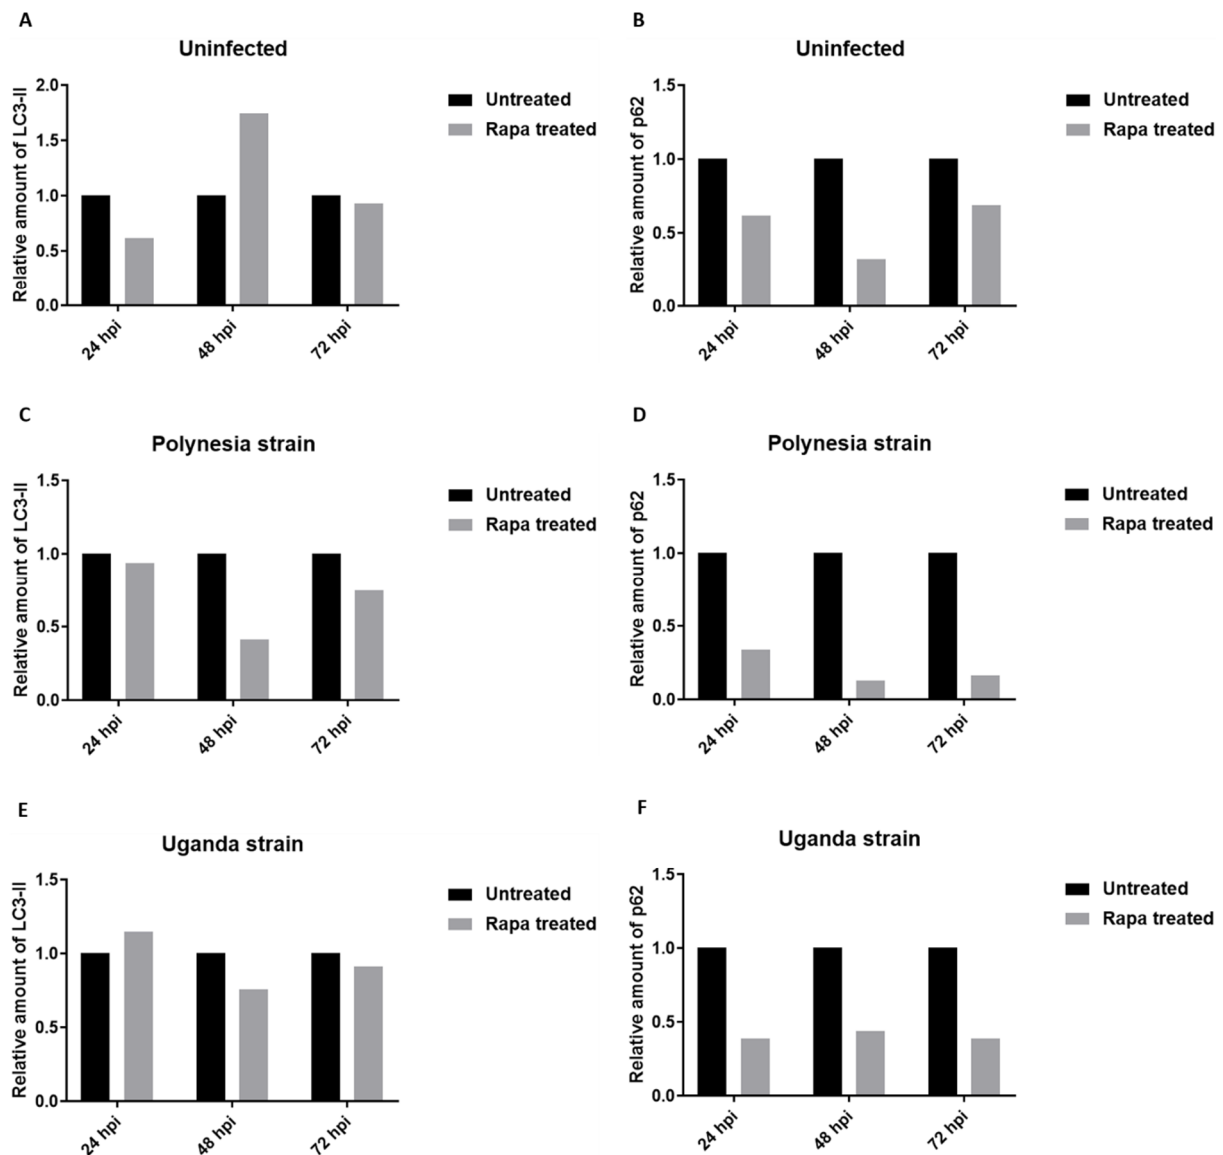 A
Uninfected
Relative amount of LC3-II
2.0
1.5
1.0
0.5
0.0
24 hpi
48 hpi
72 hpi
Untreated
Rapa treated
B
Uninfected
Relative amount of p62
1.5
1.0
0.5
0.0
24 hpi
48 hpi
72 hpi
Untreated
Rapa treated
C
Polynesia strain
Relative amount of LC3-II
1.5
1.0
0.5
0.0
24 hpi
48 hpi
72 hpi
Untreated
Rapa treated
D
Polynesia strain
Relative amount of p62
1.5
1.0
0.5
0.0
24 hpi
48 hpi
72 hpi
Untreated
Rapa treated
E
Uganda strain
Relative amount of LC3-II
1.5
1.0
0.5
0.0
24 hpi
48 hpi
72 hpi
Untreated
Rapa treated
F
Uganda strain
Relative amount of p62
1.5
1.0
0.5
0.0
24 hpi
48 hpi
72 hpi
Untreated
Rapa treated